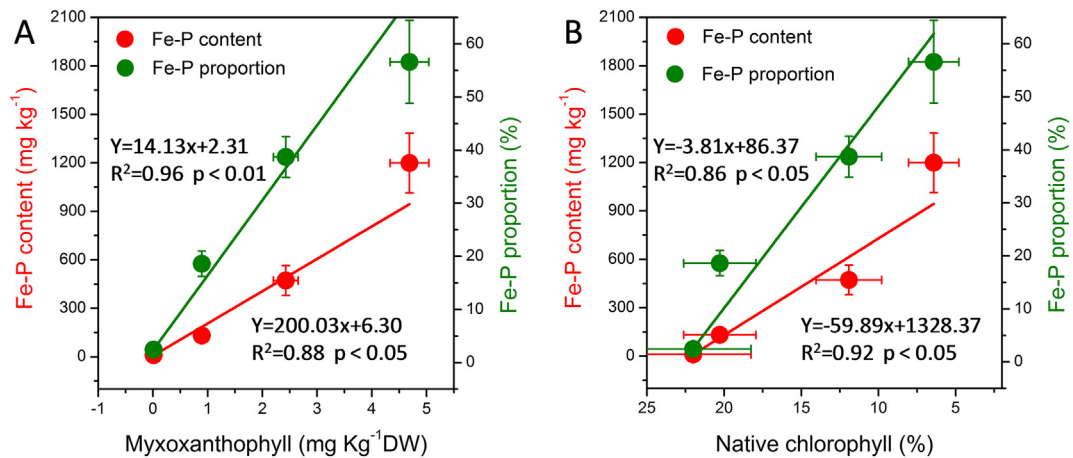 A
Fe-P content
Fe-P proportion
Y=14.13x+2.31
R²=0.96 p < 0.01
Y=200.03x+6.30
R²=0.88 p < 0.05
Fe-P content (mg kg⁻¹)
2100
1800
1500
1200
900
600
300
0
Fe-P proportion (%)
60
50
40
30
20
10
0
-1 0 1 2 3 4 5
Myxoxanthophyll (mg Kg⁻¹DW)
B
Fe-P content
Fe-P proportion
Y=-3.81x+86.37
R²=0.86 p < 0.05
Y=-59.89x+1328.37
R²=0.92 p < 0.05
Fe-P content (mg kg⁻¹)
2100
1800
1500
1200
900
600
300
0
Fe-P proportion (%)
60
50
40
30
20
10
0
25 20 15 10 5
Native chlorophyll (%)